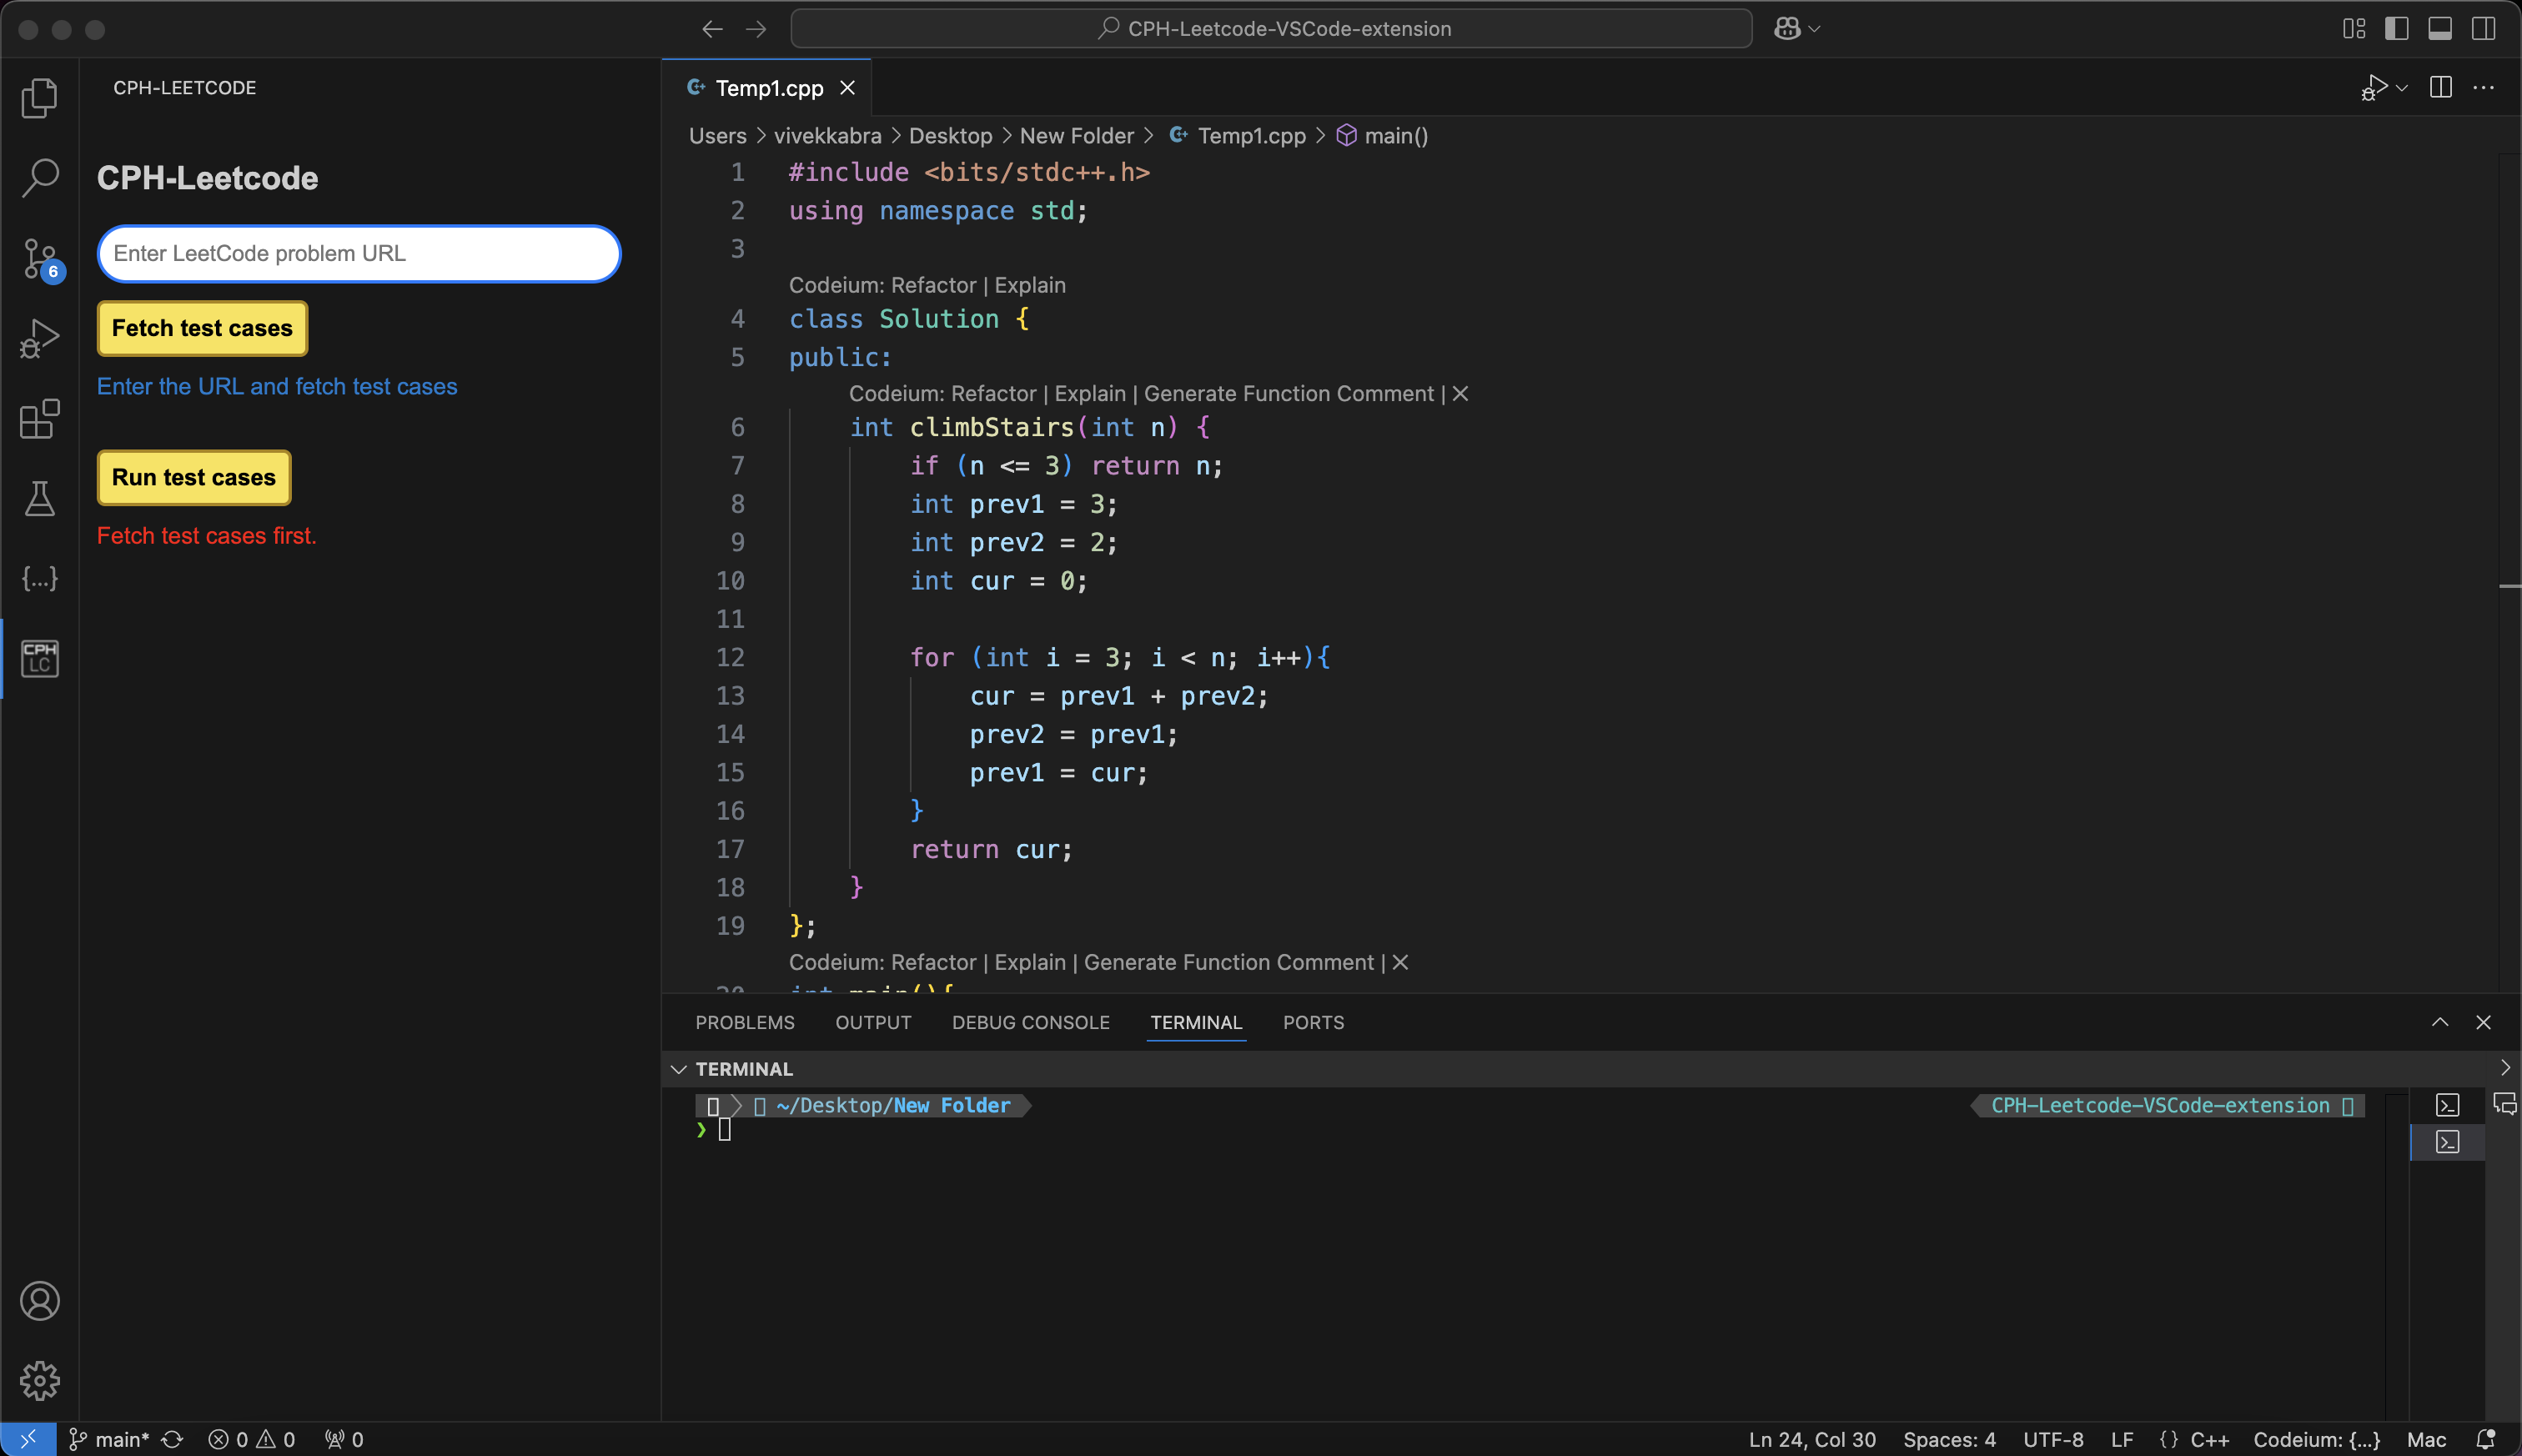 CPH-Leetcode-VSCode-extension
CPH-LEETCODE
CPH-Leetcode
Enter LeetCode problem URL
Fetch test cases
Enter the URL and fetch test cases
Run test cases
Fetch test cases first.
6
{...}
CPH
LC
Temp1.cpp
Users > vivekkabra > Desktop > New Folder > Temp1.cpp > main()
1 #include <bits/stdc++.h>
2 using namespace std;
3
Codeium: Refactor | Explain
4 class Solution {
5 public:
Codeium: Refactor | Explain | Generate Function Comment | ×
6 int climbStairs(int n) {
7 if (n <= 3) return n;
8 int prev1 = 3;
9 int prev2 = 2;
10 int cur = 0;
11
12 for (int i = 3; i < n; i++){
13 cur = prev1 + prev2;
14 prev2 = prev1;
15 prev1 = cur;
16 }
17 return cur;
18 }
19 };
Codeium: Refactor | Explain | Generate Function Comment | ×
20 int main(){
PROBLEMS OUTPUT DEBUG CONSOLE TERMINAL PORTS
TERMINAL
~/Desktop/New Folder
CPH-Leetcode-VSCode-extension
❯
main* 0 0 0
Ln 24, Col 30 Spaces: 4 UTF-8 LF {} C++ Codeium: {...} Mac